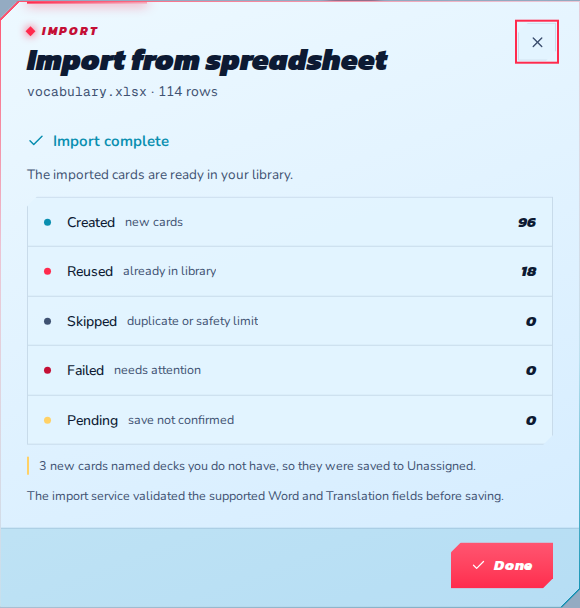 IMPORT
Import from spreadsheet
vocabulary.xlsx · 114 rows
Import complete
The imported cards are ready in your library.
Created new cards 96
Reused already in library 18
Skipped duplicate or safety limit 0
Failed needs attention 0
Pending save not confirmed 0
3 new cards named decks you do not have, so they were saved to Unassigned.
The import service validated the supported Word and Translation fields before saving.
Done